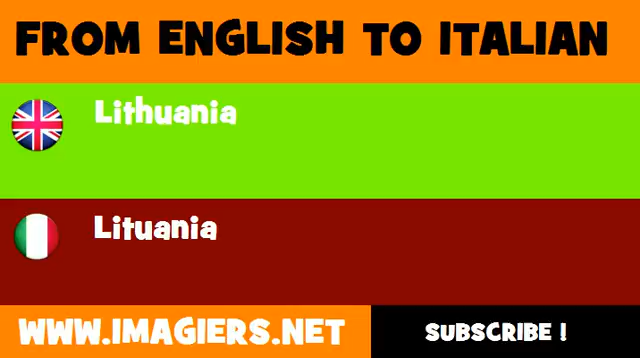 FROM ENGLISH TO ITALIAN
Lithuania
Lituania
WWW.IMAGIERS.NET
SUBSCRIBE !